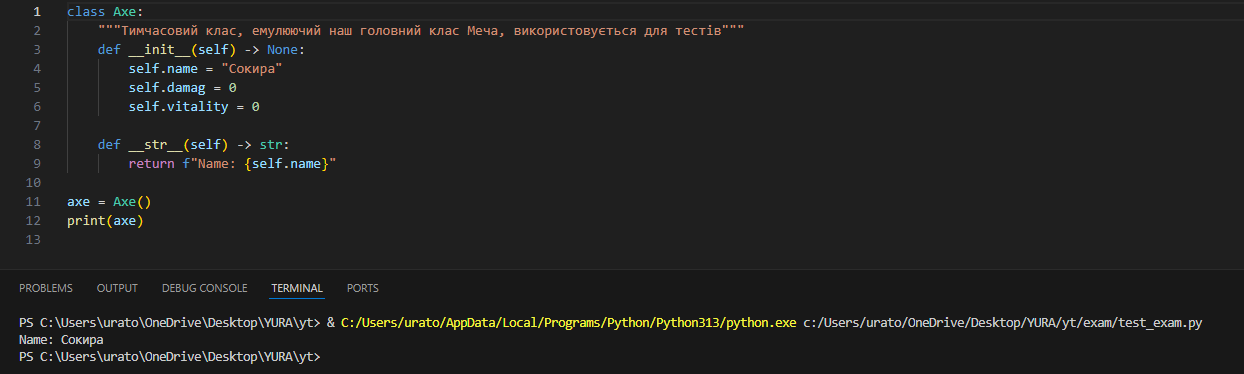 1 class Axe:
2     """Тимчасовий клас, емулюючий наш головний клас Меча, використовується для тестів"""
3     def __init__(self) -> None:
4         self.name = "Сокира"
5         self.damag = 0
6         self.vitality = 0
7
8     def __str__(self) -> str:
9         return f"Name: {self.name}"
10
11 axe = Axe()
12 print(axe)
13
PROBLEMS OUTPUT DEBUG CONSOLE TERMINAL PORTS
PS C:\Users\urato\OneDrive\Desktop\YURA\yt> & C:/Users/urato/AppData/Local/Programs/Python/Python313/python.exe c:/Users/urato/OneDrive/Desktop/YURA/yt/exam/test_exam.py
Name: Сокира
PS C:\Users\urato\OneDrive\Desktop\YURA\yt>